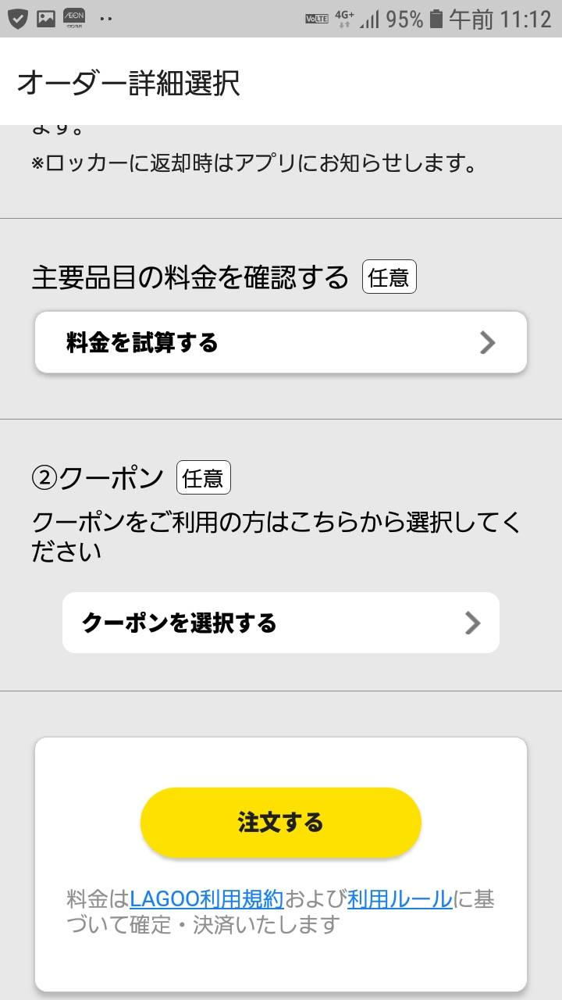 AEON
VoLTE 4G+ 95% 午前 11:12
オーダー詳細選択
ます。
※ロッカーに返却時はアプリにお知らせします。
主要品目の料金を確認する 任意
料金を試算する
②クーポン 任意
クーポンをご利用の方はこちらから選択してく
ださい
クーポンを選択する
注文する
料金はLAGOO利用規約および利用ルールに基
づいて確定・決済いたします